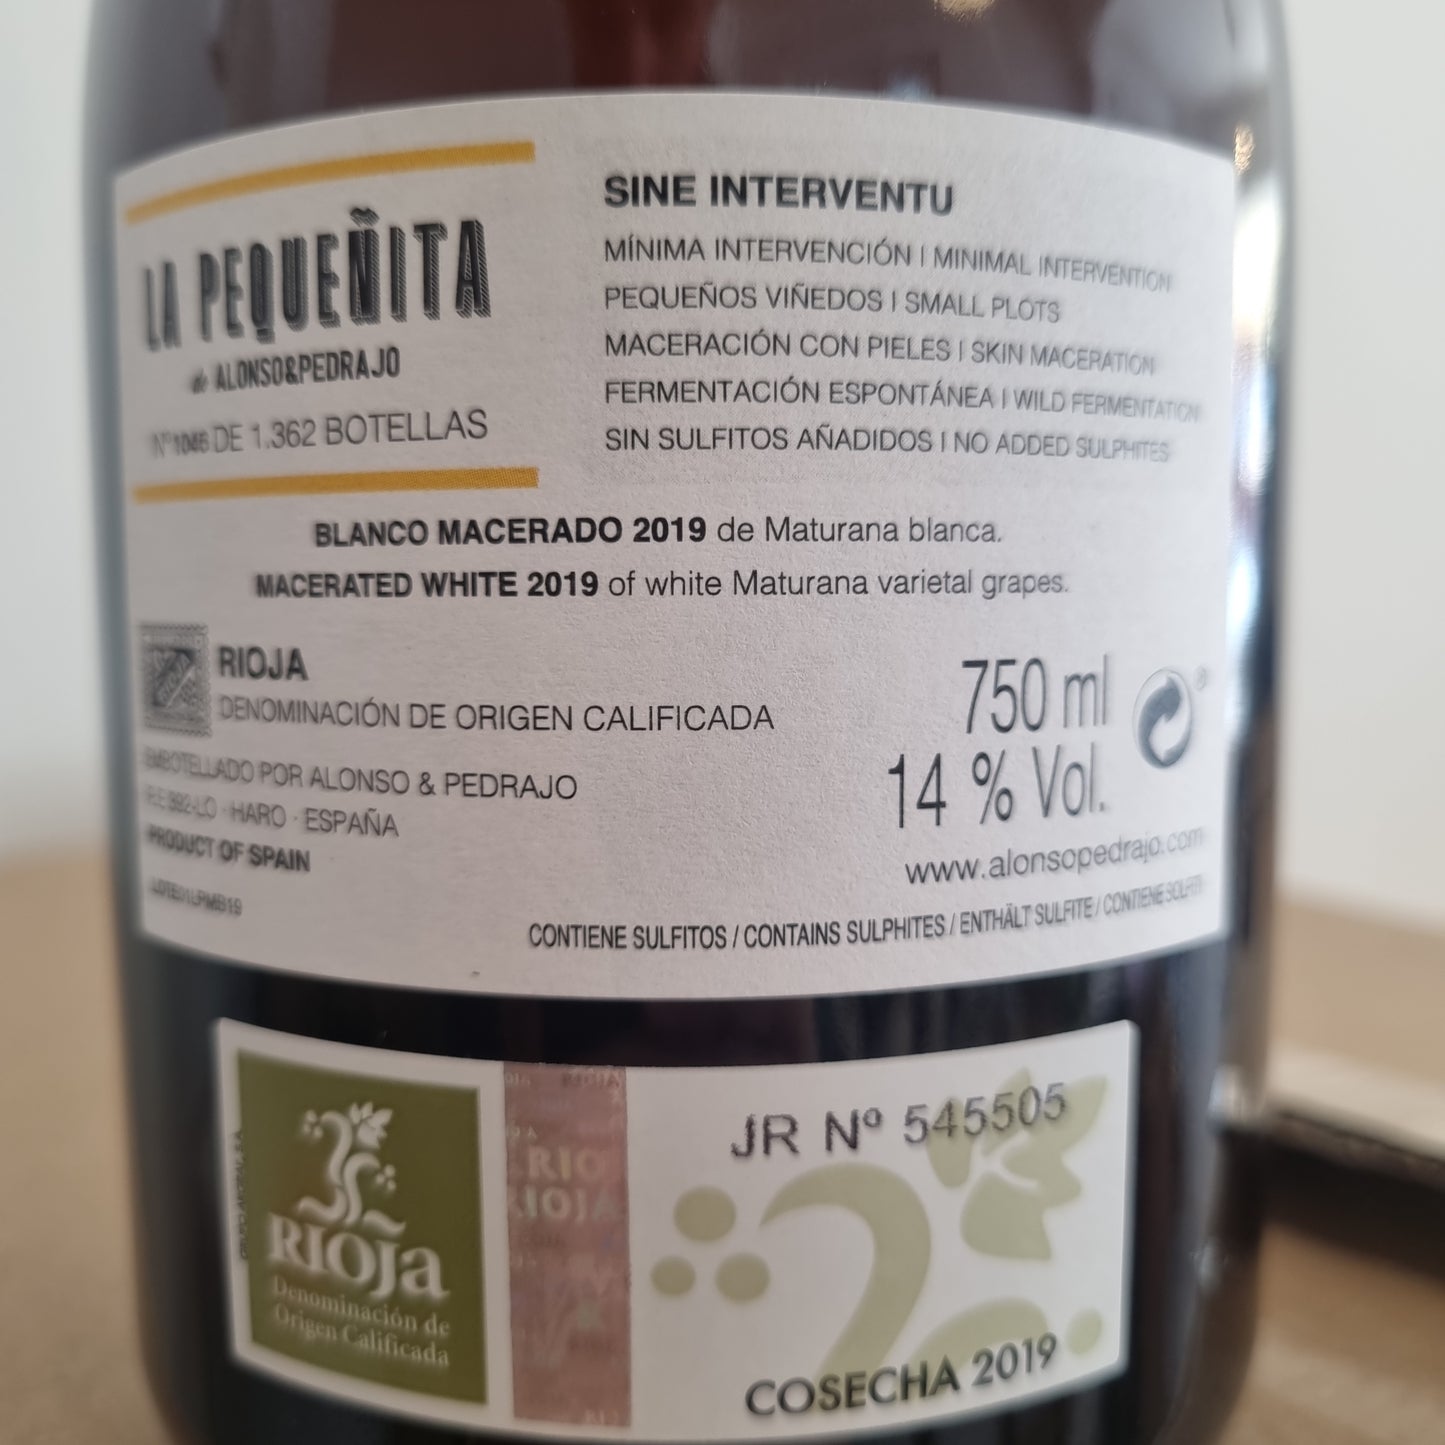 LA PEQUEÑITA
de ALONSO&PEDRAJO
Nº 1046 DE 1.362 BOTELLAS
SINE INTERVENTU
MÍNIMA INTERVENCIÓN | MINIMAL INTERVENTION
PEQUEÑOS VIÑEDOS | SMALL PLOTS
MACERACIÓN CON PIELES | SKIN MACERATION
FERMENTACIÓN ESPONTÁNEA | WILD FERMENTATION
SIN SULFITOS AÑADIDOS | NO ADDED SULPHITES
BLANCO MACERADO 2019 de Maturana blanca.
MACERATED WHITE 2019 of white Maturana varietal grapes.
RIOJA
DENOMINACIÓN DE ORIGEN CALIFICADA
EMBOTELLADO POR ALONSO & PEDRAJO
HARO · ESPAÑA
PRODUCT OF SPAIN
750 ml
14 % Vol.
www.alonsopedrajo.com
CONTIENE SULFITOS / CONTAINS SULPHITES / ENTHÄLT SULFITE / CONTIENE SOLFITI
RIOJA
Denominación de
Origen Calificada
RIOJA
JR Nº 545505
COSECHA 2019